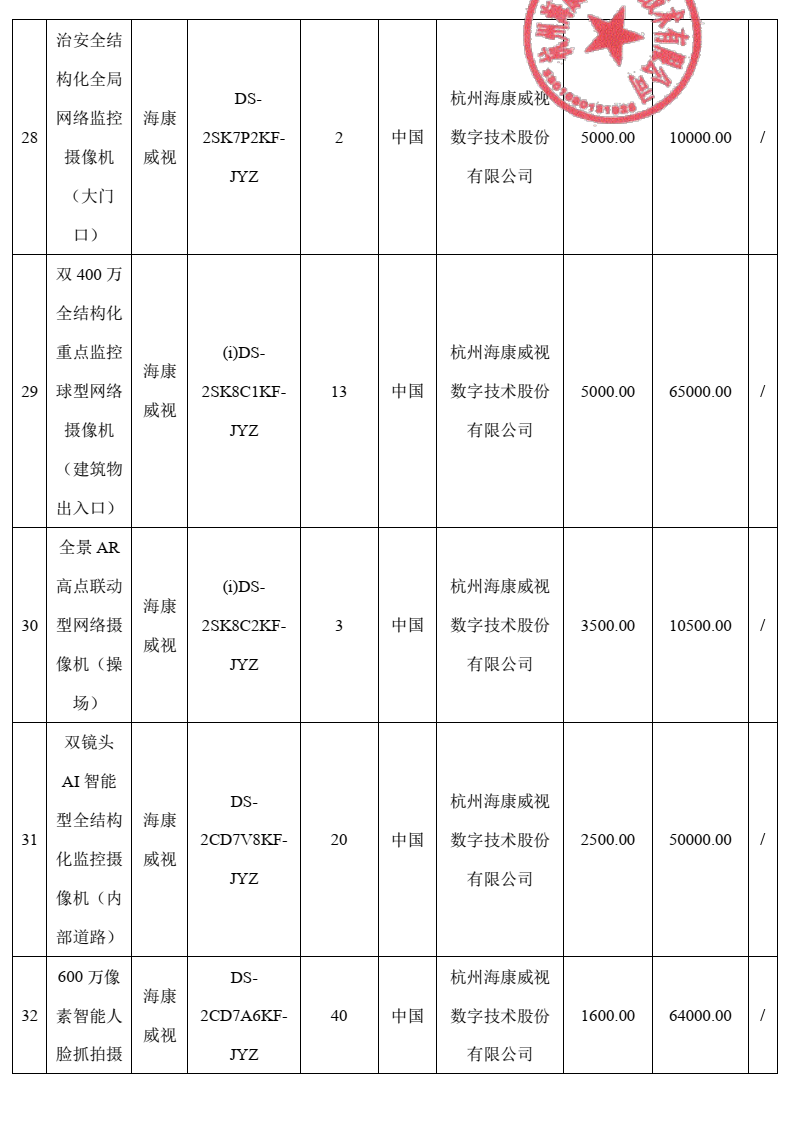 28
治安全结
构化全局
网络监控
摄像机
（大门
口）
海康
威视
DS-
2SK7P2KF-
JYZ
2
中国
杭州海康威视
数字技术股份
有限公司
5000.00
10000.00
/
29
双 400 万
全结构化
重点监控
球型网络
摄像机
（建筑物
出入口）
海康
威视
(i)DS-
2SK8C1KF-
JYZ
13
中国
杭州海康威视
数字技术股份
有限公司
5000.00
65000.00
/
30
全景 AR
高点联动
型网络摄
像机（操
场）
海康
威视
(i)DS-
2SK8C2KF-
JYZ
3
中国
杭州海康威视
数字技术股份
有限公司
3500.00
10500.00
/
31
双镜头
AI 智能
型全结构
化监控摄
像机（内
部道路）
海康
威视
DS-
2CD7V8KF-
JYZ
20
中国
杭州海康威视
数字技术股份
有限公司
2500.00
50000.00
/
32
600 万像
素智能人
脸抓拍摄
海康
威视
DS-
2CD7A6KF-
JYZ
40
中国
杭州海康威视
数字技术股份
有限公司
1600.00
64000.00
/